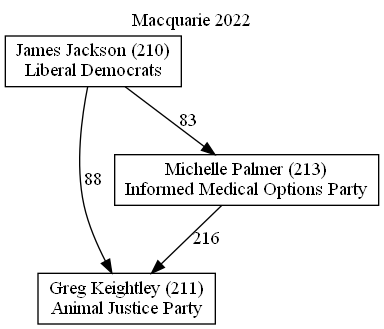 Macquarie 2022
James Jackson (210)
Liberal Democrats
83
Michelle Palmer (213)
Informed Medical Options Party
88
216
Greg Keightley (211)
Animal Justice Party